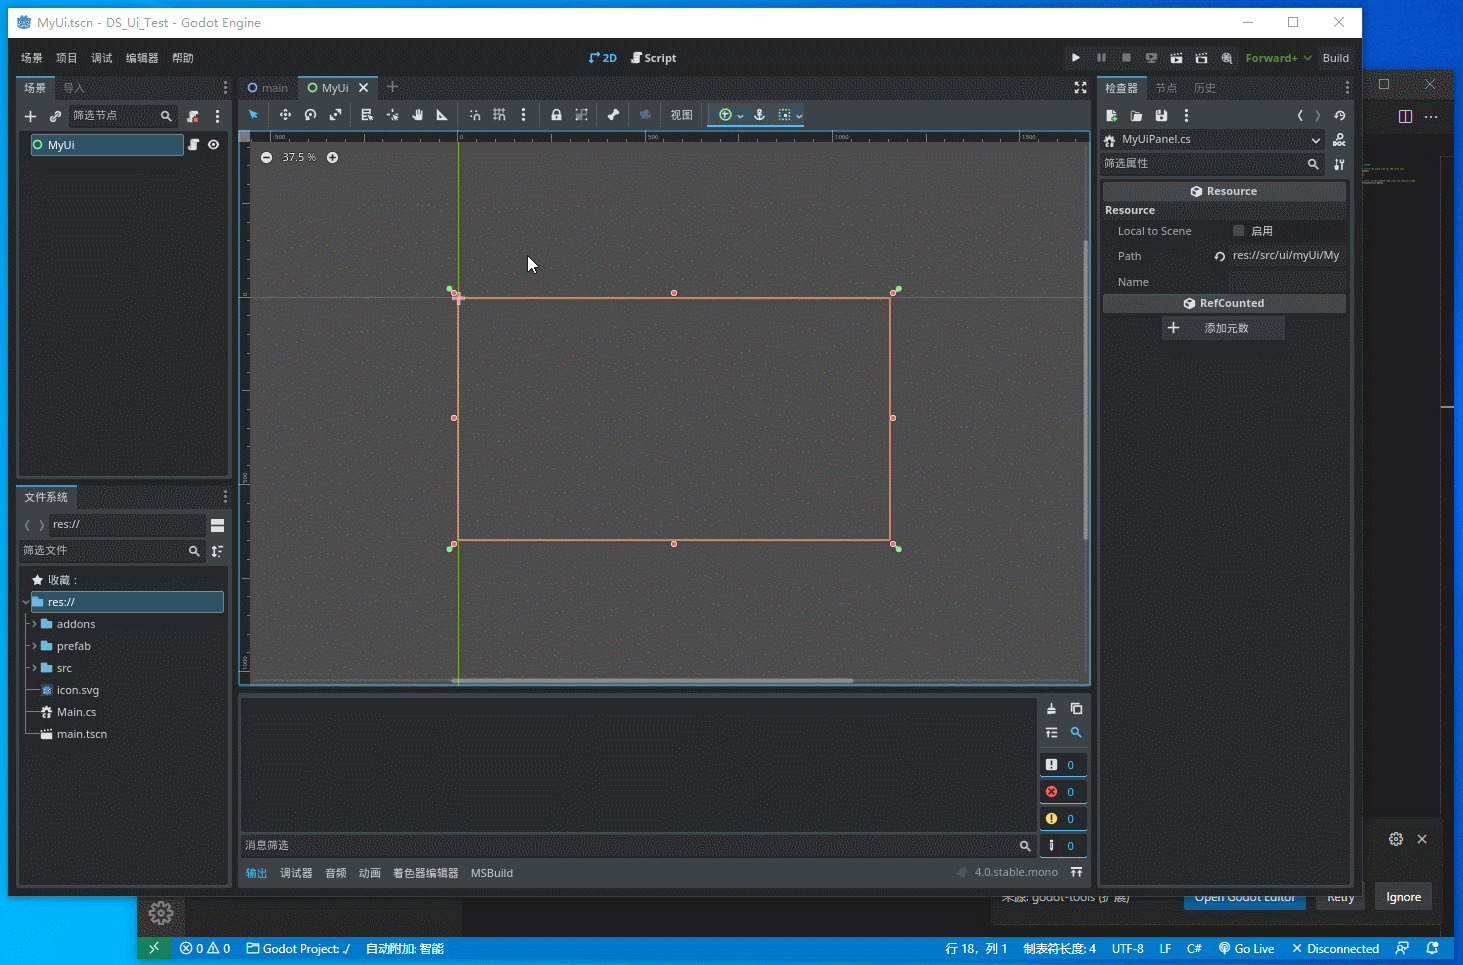 MyUi.tscn - DS_Ui_Test - Godot Engine
场景 项目 调试 编辑器 帮助
2D Script
Forward+ Build
场景 导入
main MyUi
检查器 节点 历史
筛选节点
视图
MyUi
-500 0 500 1000 1500
37.5 %
MyUiPanel.cs
筛选属性
Resource
Resource
Local to Scene 启用
Path res://src/ui/myUi/My
Name
RefCounted
添加元数
0
500
1000
文件系统
res://
筛选文件
收藏：
res://
addons
prefab
src
icon.svg
Main.cs
main.tscn
0
0
0
0
消息筛选
输出 调试器 音频 动画 着色器编辑器 MSBuild
4.0.stable.mono
来源: godot-tools (扩展)
Open Godot Editor Retry Ignore
0 0 Godot Project: ./ 自动附加: 智能
行 18，列 1 制表符长度: 4 UTF-8 LF C# Go Live Disconnected